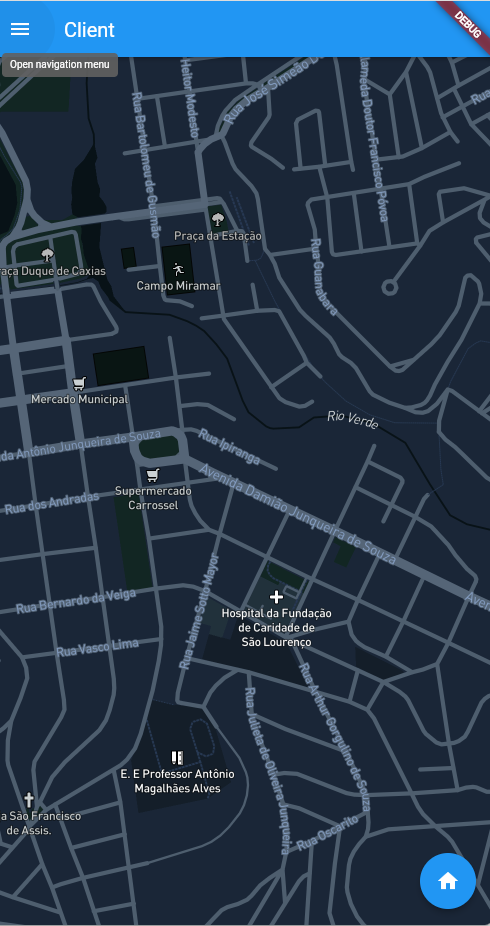 Client
DEBUG
Open navigation menu
Heitor Modesto
Rua José Simeão D
Alameda Doutor Francisco Póvoa
Rua
Rua Bartolomeu de Gusmão
Praça da Estação
aça Duque de Caxias
Campo Miramar
Rua Guanabara
Mercado Municipal
Rio Verde
da Antônio Junqueira de Souza
Rua Ipiranga
Supermercado
Carrossel
Avenida Damião Junqueira de Souza
Rua dos Andradas
Aven
Rua Bernardo da Veiga
Rua Jaime Sotto Mayor
Hospital da Fundação
de Caridade de
São Lourenço
Rua Vasco Lima
Rua Arthur Gorgulino de Souza
Rua Julieta de Oliveira Junqueira
E. E Professor Antônio
Magalhães Alves
a São Francisco
de Assis.
Rua Oscarito